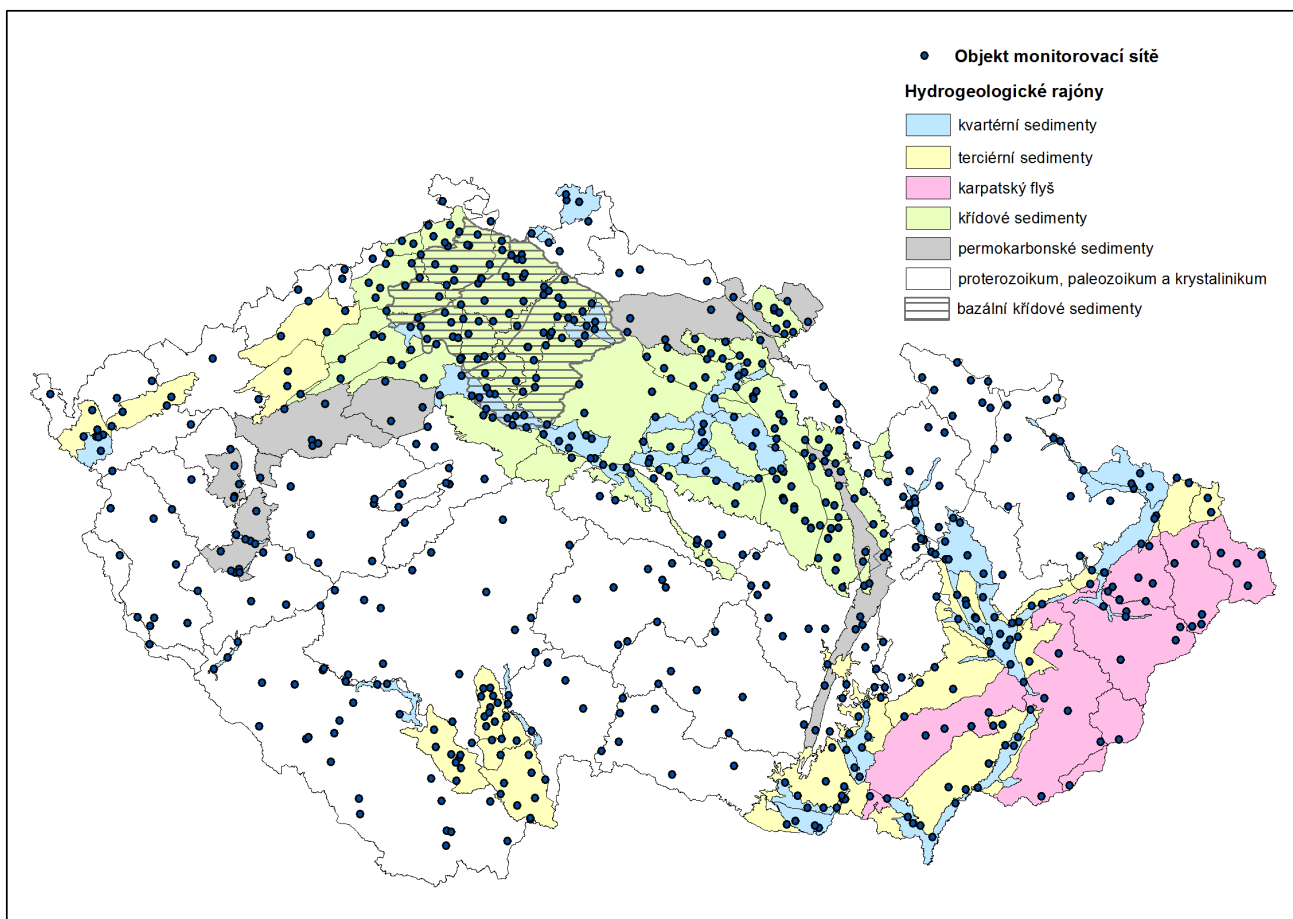 Objekt monitorovací sítě
Hydrogeologické rajóny
kvartérní sedimenty
terciérní sedimenty
karpatský flyš
křídové sedimenty
permokarbonské sedimenty
proterozoikum, paleozoikum a krystalinikum
bazální křídové sedimenty